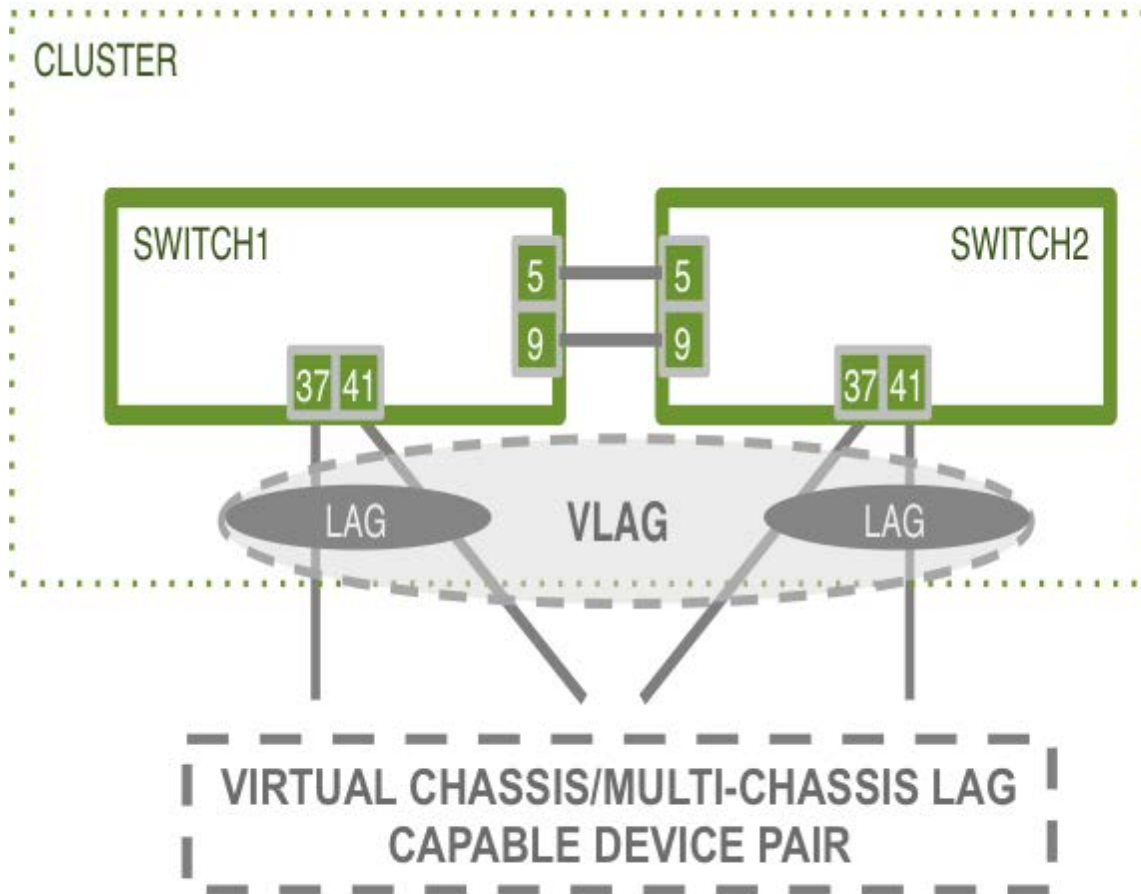 CLUSTER
SWITCH1
SWITCH2
5
5
9
9
37 41
37 41
LAG
VLAG
LAG
VIRTUAL CHASSIS/MULTI-CHASSIS LAG
CAPABLE DEVICE PAIR